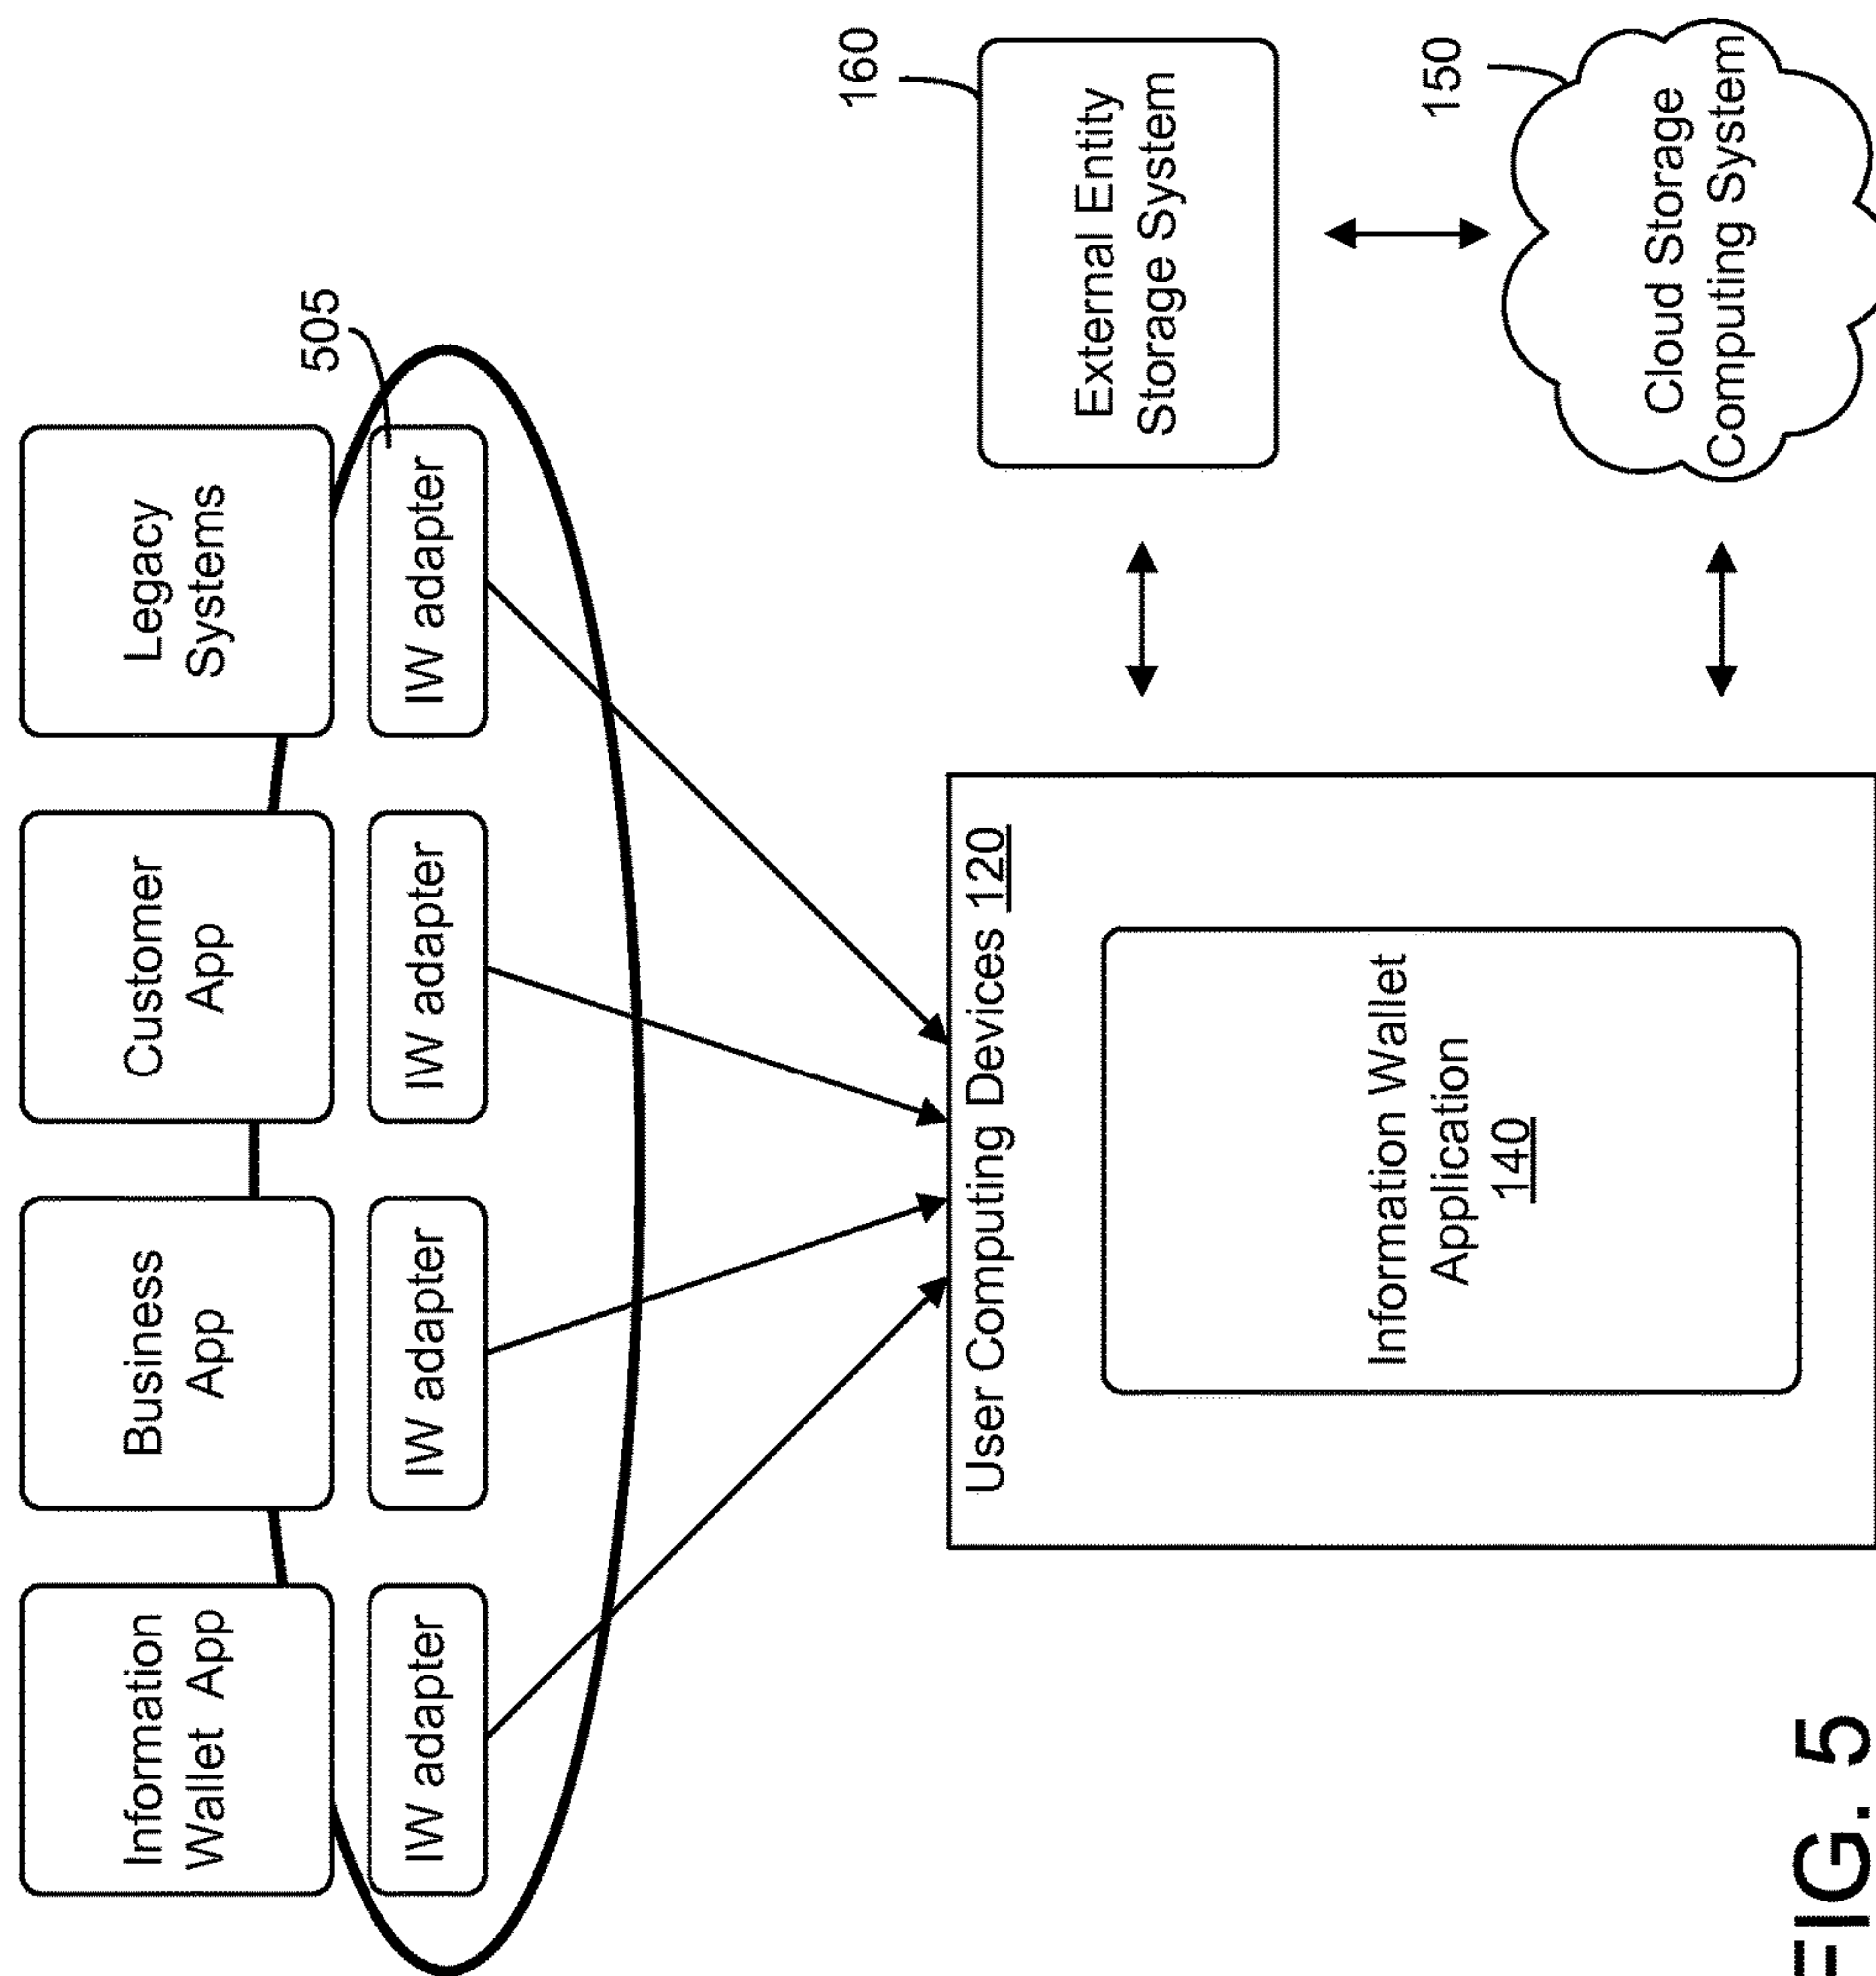 Information
Wallet App
Business
App
Customer
App
Legacy
Systems
505
IW adapter
IW adapter
IW adapter
IW adapter
User Computing Devices 120
Information Wallet
Application
140
160
External Entity
Storage System
150
Cloud Storage
Computing System
FIG. 5